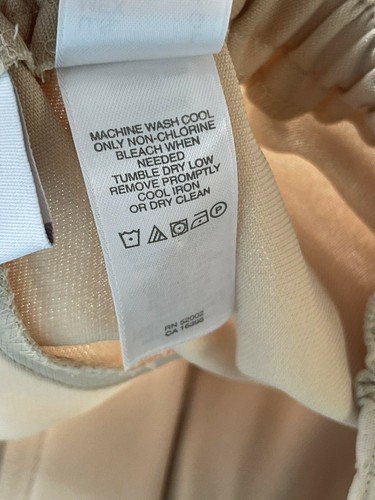 MACHINE WASH COOL
ONLY NON-CHLORINE
BLEACH WHEN
NEEDED
TUMBLE DRY LOW
REMOVE PROMPTLY
COOL IRON
OR DRY CLEAN
P
RN 52002
CA 16396